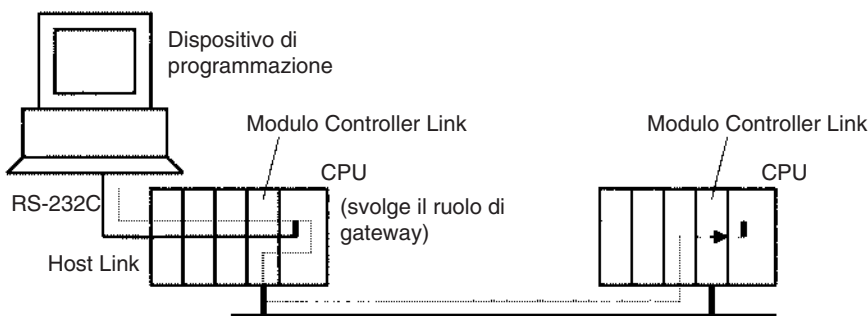 Dispositivo di
programmazione
Modulo Controller Link
Modulo Controller Link
CPU
CPU
RS-232C
(svolge il ruolo di
gateway)
Host Link